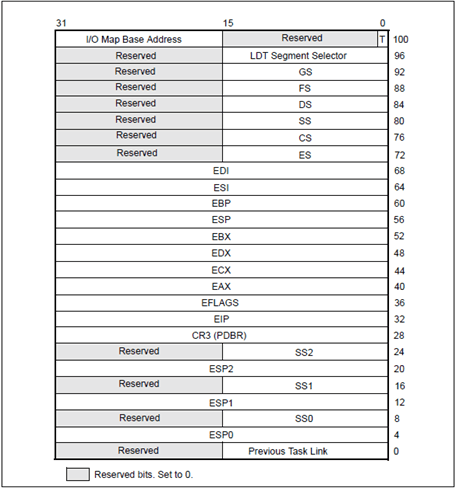 31 15 0
I/O Map Base Address Reserved T 100
Reserved LDT Segment Selector 96
Reserved GS 92
Reserved FS 88
Reserved DS 84
Reserved SS 80
Reserved CS 76
Reserved ES 72
EDI 68
ESI 64
EBP 60
ESP 56
EBX 52
EDX 48
ECX 44
EAX 40
EFLAGS 36
EIP 32
CR3 (PDBR) 28
Reserved SS2 24
ESP2 20
Reserved SS1 16
ESP1 12
Reserved SS0 8
ESP0 4
Reserved Previous Task Link 0
Reserved bits. Set to 0.